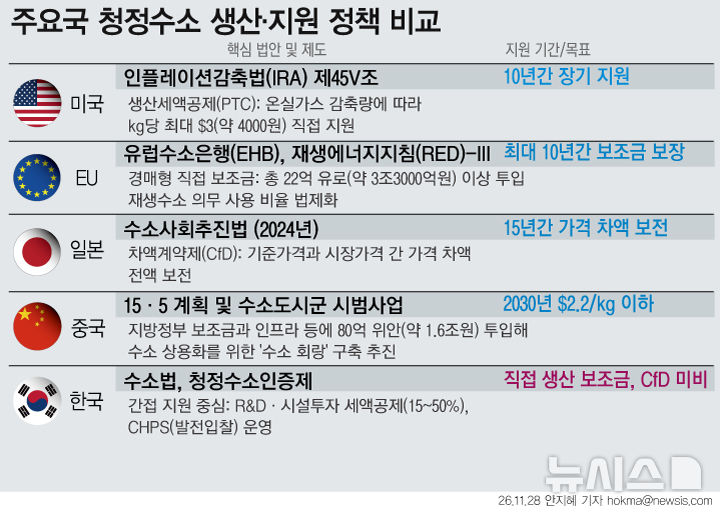 주요국 청정수소 생산·지원 정책 비교
핵심 법안 및 제도 지원 기간/목표
인플레이션감축법(IRA) 제45V조 10년간 장기 지원
미국
생산세액공제(PTC): 온실가스 감축량에 따라
kg당 최대 $3(약 4000원) 직접 지원
유럽수소은행(EHB), 재생에너지지침(RED)-III 최대 10년간 보조금 보장
EU
경매형 직접 보조금: 총 22억 유로(약 3조3000억원) 이상 투입
재생수소 의무 사용 비율 법제화
수소사회추진법 (2024년) 15년간 가격 차액 보전
일본
차액계약제(CfD): 기준가격과 시장가격 간 가격 차액
전액 보전
15·5 계획 및 수소도시군 시범사업 2030년 $2.2/kg 이하
중국
지방정부 보조금과 인프라 등에 80억 위안(약 1.6조원) 투입해
수소 상용화를 위한 '수소 회랑' 구축 추진
수소법, 청정수소인증제 직접 생산 보조금, CfD 미비
한국
간접 지원 중심: R&D·시설투자 세액공제(15~50%),
CHPS(발전입찰) 운영
뉴시스
26.11.28 안지혜 기자 hokma@newsis.com